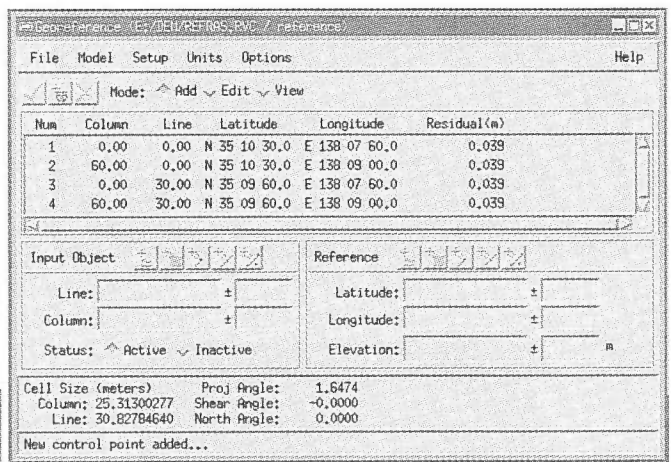 Georeference (E:/DEM/REFRAS.RVC / reference)
File Model Setup Units Options Help
Mode: Add Edit View
Num Column Line Latitude Longitude Residual(m)
1 0.00 0.00 N 35 10 30.0 E 138 07 60.0 0.039
2 60.00 0.00 N 35 10 30.0 E 138 09 00.0 0.039
3 0.00 30.00 N 35 09 60.0 E 138 07 60.0 0.039
4 60.00 30.00 N 35 09 60.0 E 138 09 00.0 0.039
Input Object Reference
Line: ± Latitude: ±
Column: ± Longitude: ±
Status: Active Inactive Elevation: ± m
Cell Size (meters) Proj Angle: 1.6474
Column: 25.31300277 Shear Angle: -0.0000
Line: 30.82784640 North Angle: 0.0000
New control point added...